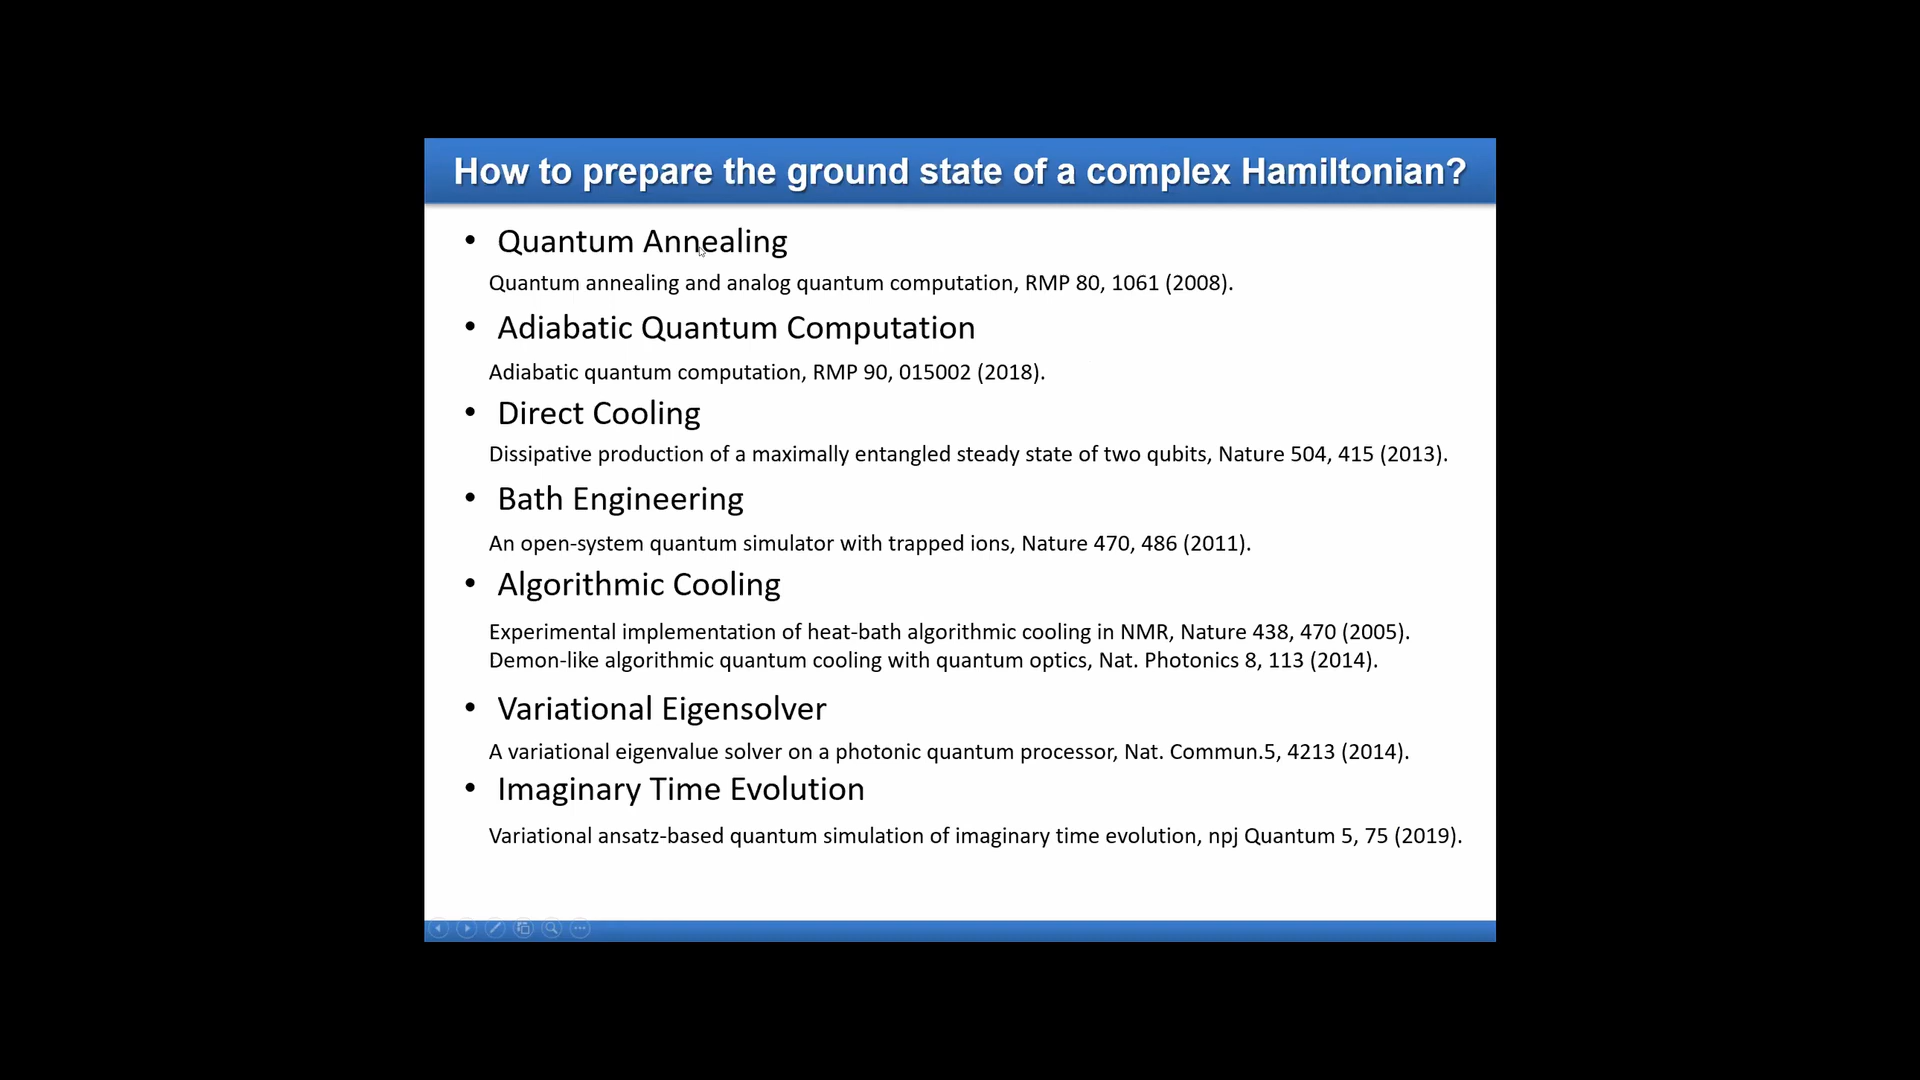 How to prepare the ground state of a complex Hamiltonian?
• Quantum Annealing
Quantum annealing and analog quantum computation, RMP 80, 1061 (2008).
• Adiabatic Quantum Computation
Adiabatic quantum computation, RMP 90, 015002 (2018).
• Direct Cooling
Dissipative production of a maximally entangled steady state of two qubits, Nature 504, 415 (2013).
• Bath Engineering
An open-system quantum simulator with trapped ions, Nature 470, 486 (2011).
• Algorithmic Cooling
Experimental implementation of heat-bath algorithmic cooling in NMR, Nature 438, 470 (2005).
Demon-like algorithmic quantum cooling with quantum optics, Nat. Photonics 8, 113 (2014).
• Variational Eigensolver
A variational eigenvalue solver on a photonic quantum processor, Nat. Commun.5, 4213 (2014).
• Imaginary Time Evolution
Variational ansatz-based quantum simulation of imaginary time evolution, npj Quantum 5, 75 (2019).